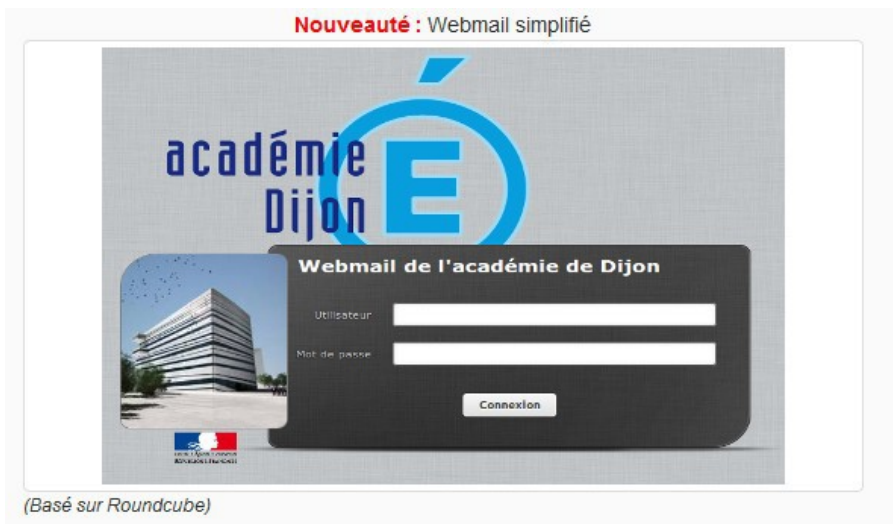 Nouveauté : Webmail simplifié
académie
Dijon
É
Webmail de l'académie de Dijon
Utilisateur
Mot de passe
Connexion
(Basé sur Roundcube)